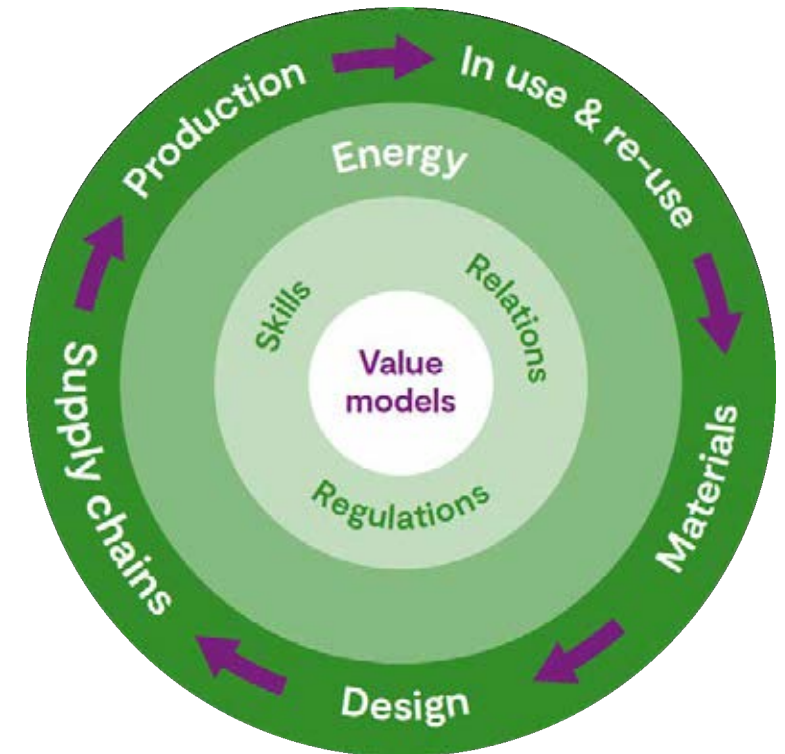 Production
In use & re-use
Materials
Design
Supply chains
Energy
Skills
Relations
Regulations
Value
models